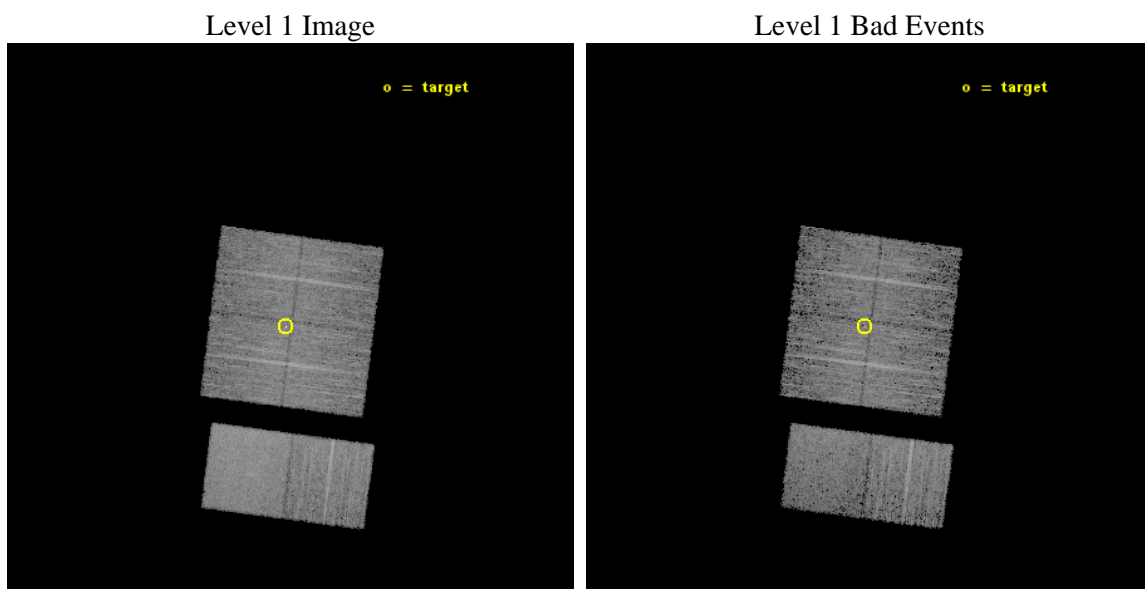 Level 1 Image
Level 1 Bad Events
o = target
o = target